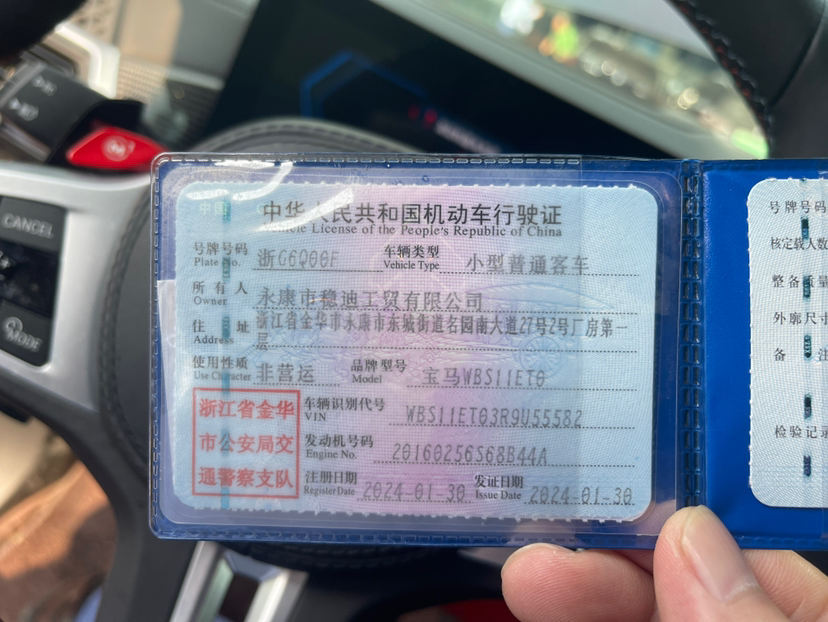 CANCEL
MODE
中华人民共和国机动车行驶证
Vehicle License of the People's Republic of China
号牌号码 浙G6Q00F 车辆类型 小型普通客车
Plate No. Vehicle Type
所有人 永康市稳迪工贸有限公司
Owner
住址 浙江省金华市永康市东城街道名园南大道27号2号厂房第一
Address 层
使用性质 非营运 品牌型号 宝马WBS11ET0
Use Character Model
浙江省金华
市公安局交
通警察支队
车辆识别代号 WBS11ET03R9U55582
VIN
发动机号码 20160256S68B44A
Engine No.
注册日期 2024-01-30 发证日期 2024-01-30
Register Date Issue Date
号牌号码
核定载人数
整备质量
外廓尺寸
备注
检验记录